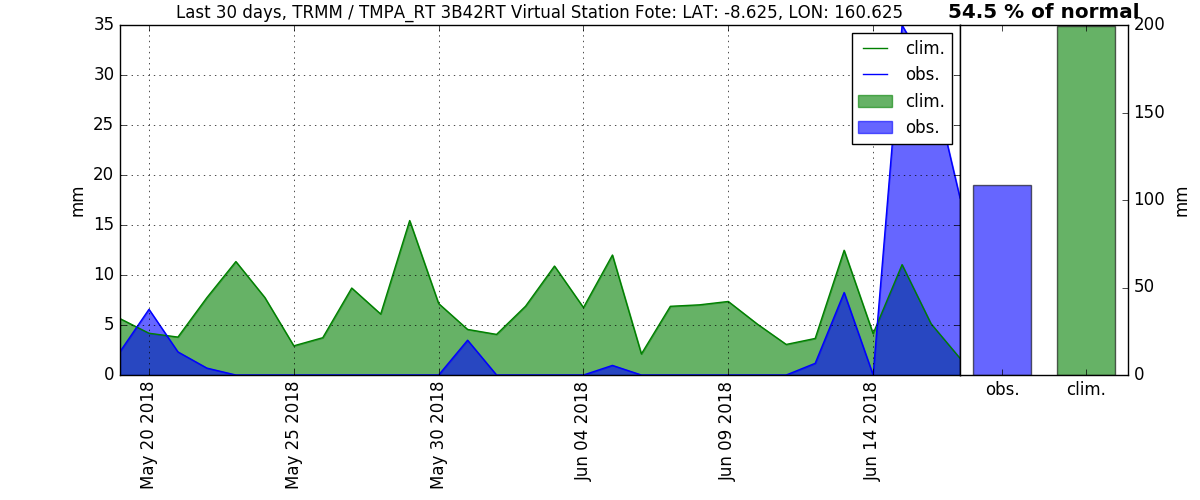 Last 30 days, TRMM / TMPA_RT 3B42RT Virtual Station Fote: LAT: -8.625, LON: 160.625
54.5 % of normal
35
30
25
20
15
10
5
0
mm
clim.
obs.
clim.
obs.
200
150
100
50
0
mm
obs.
clim.
May 20 2018
May 25 2018
May 30 2018
Jun 04 2018
Jun 09 2018
Jun 14 2018